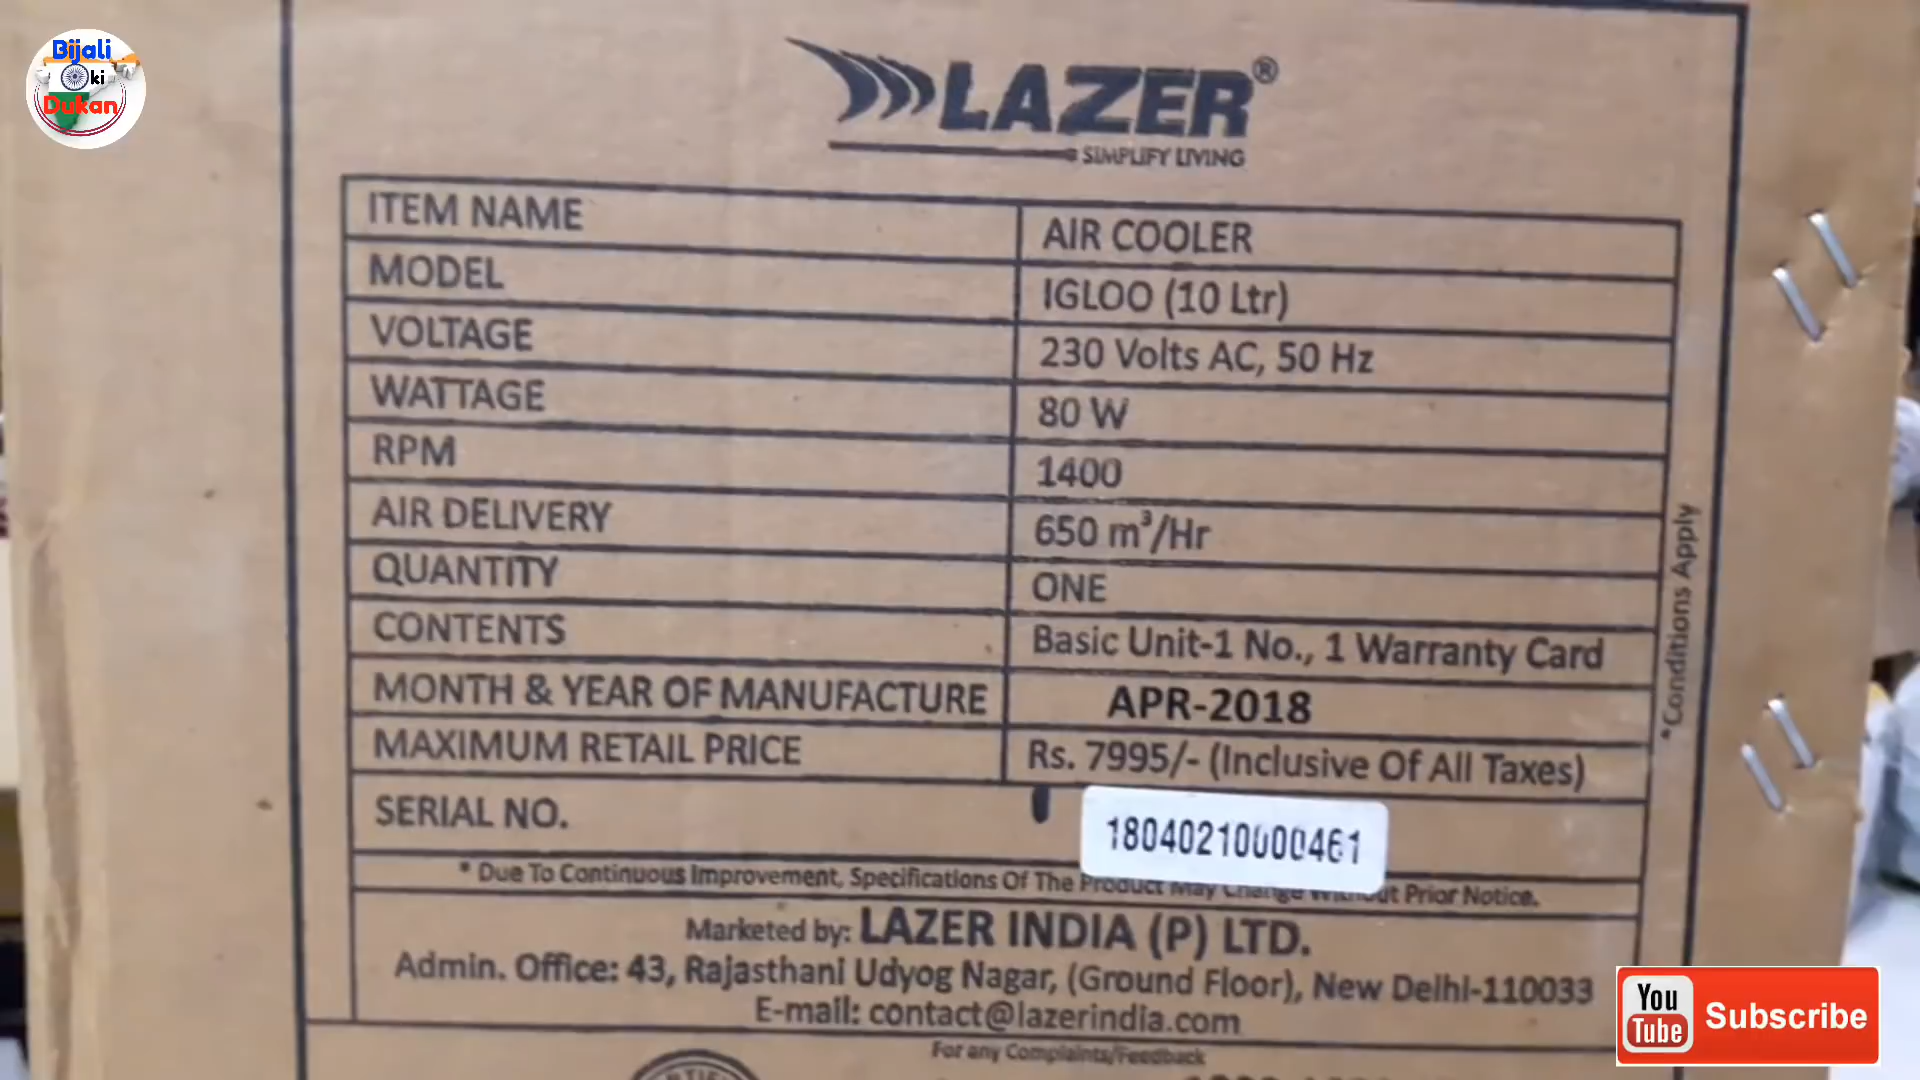 Bijali
ki
Dukan
LAZER®
SIMPLIFY LIVING
ITEM NAME AIR COOLER
MODEL IGLOO (10 Ltr)
VOLTAGE 230 Volts AC, 50 Hz
WATTAGE 80 W
RPM 1400
AIR DELIVERY 650 m³/Hr
QUANTITY ONE
CONTENTS Basic Unit-1 No., 1 Warranty Card
MONTH & YEAR OF MANUFACTURE APR-2018
MAXIMUM RETAIL PRICE Rs. 7995/- (Inclusive Of All Taxes)
SERIAL NO. 18040210000461
*Conditions Apply
* Due To Continuous Improvement, Specifications Of The Product May Change Without Prior Notice.
Marketed by: LAZER INDIA (P) LTD.
Admin. Office: 43, Rajasthani Udyog Nagar, (Ground Floor), New Delhi-110033
E-mail: contact@lazerindia.com
For any Complaints/Feedback
You Tube Subscribe